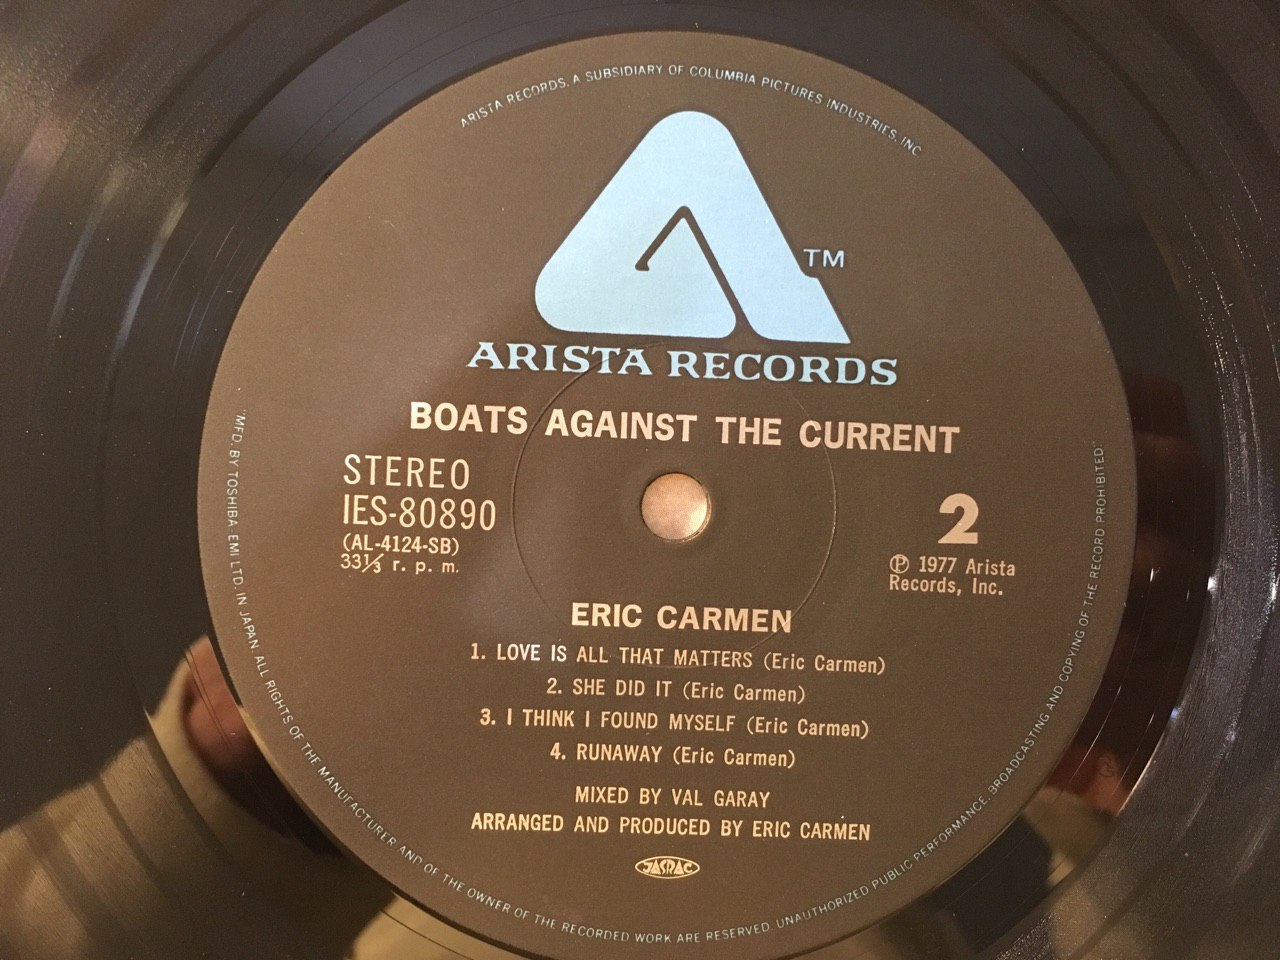 ARISTA RECORDS, A SUBSIDIARY OF COLUMBIA PICTURES INDUSTRIES, INC
TM
ARISTA RECORDS
BOATS AGAINST THE CURRENT
STEREO
IES-80890
(AL-4124-SB)
33⅓ r. p. m.
2
Ⓟ 1977 Arista
Records, Inc.
ERIC CARMEN
1. LOVE IS ALL THAT MATTERS (Eric Carmen)
2. SHE DID IT (Eric Carmen)
3. I THINK I FOUND MYSELF (Eric Carmen)
4. RUNAWAY (Eric Carmen)
MIXED BY VAL GARAY
ARRANGED AND PRODUCED BY ERIC CARMEN
JASRAC
"MFD. BY TOSHIBA-EMI LTD. IN JAPAN. ALL RIGHTS OF THE MANUFACTURER AND OF THE OWNER OF THE RECORDED WORK ARE RESERVED. UNAUTHORIZED PUBLIC PERFORMANCE, BROADCASTING AND COPYING OF THE RECORD PROHIBITED"